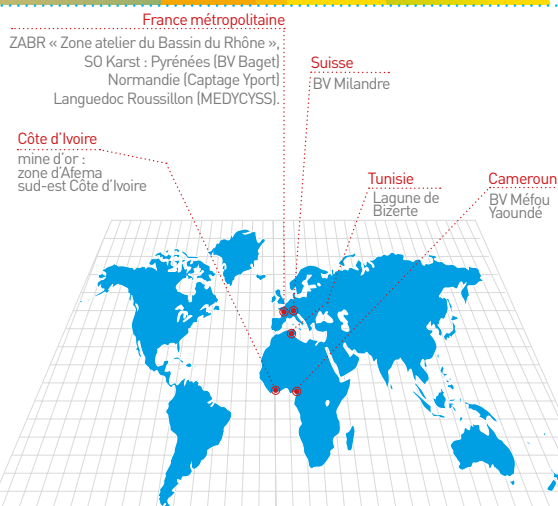 France métropolitaine
ZABR « Zone atelier du Bassin du Rhône »,
SO Karst : Pyrénées (BV Baget)
Normandie (Captage Yport)
Languedoc Roussillon (MEDYCYSS).
Suisse
BV Milandre
Côte d'Ivoire
mine d'or :
zone d'Afema
sud-est Côte d'Ivoire
Tunisie
Lagune de
Bizerte
Cameroun
BV Méfou
Yaoundé